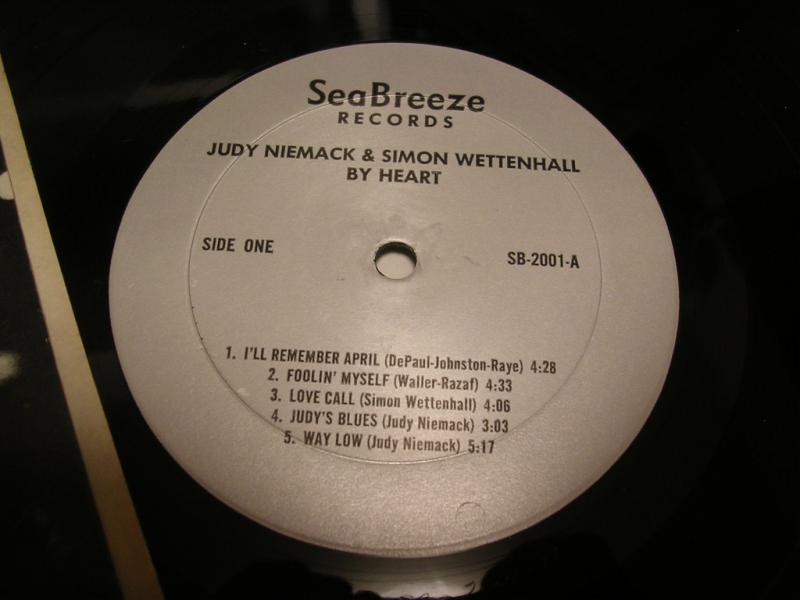 SeaBreeze
RECORDS
JUDY NIEMACK & SIMON WETTENHALL
BY HEART
SIDE ONE
SB-2001-A
1. I'LL REMEMBER APRIL (DePaul-Johnston-Raye) 4:28
2. FOOLIN' MYSELF (Waller-Razaf) 4:33
3. LOVE CALL (Simon Wettenhall) 4:06
4. JUDY'S BLUES (Judy Niemack) 3:03
5. WAY LOW (Judy Niemack) 5:17